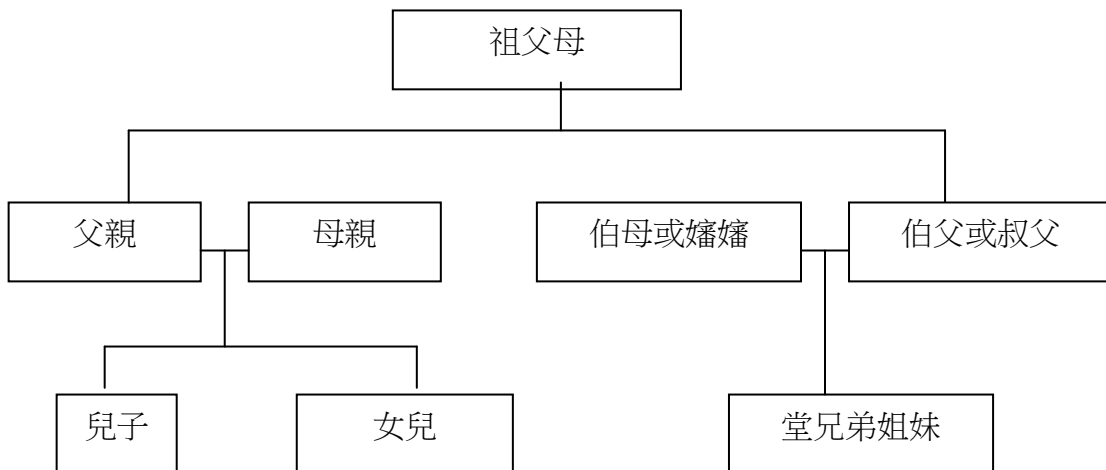 祖父母
父親
母親
伯母或嬸嬸
伯父或叔父
兒子
女兒
堂兄弟姐妹